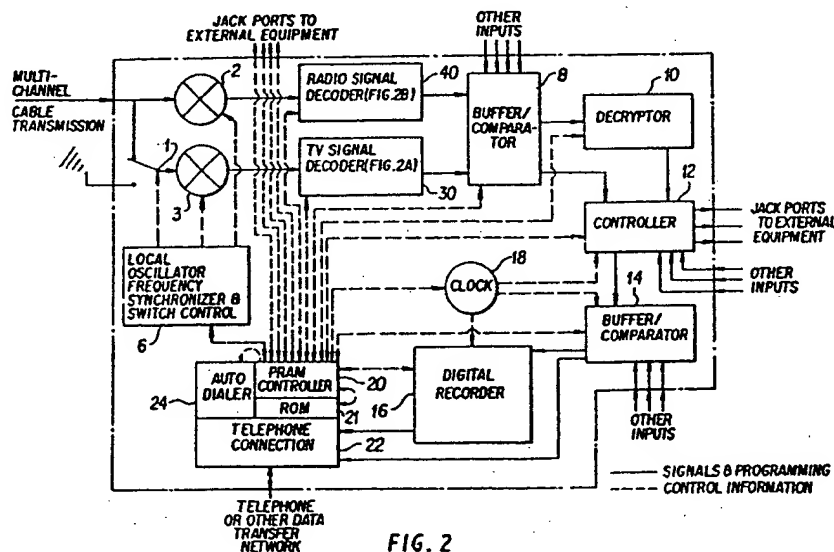 JACK PORTS TO
EXTERNAL EQUIPMENT
OTHER
INPUTS
MULTI-
CHANNEL
CABLE
TRANSMISSION
2
RADIO SIGNAL
DECODER(FIG.2B)
40
8
BUFFER/
COMPARA-
TOR
10
DECRYPTOR
1
3
TV SIGNAL
DECODER(FIG.2A)
30
12
CONTROLLER
JACK PORTS
TO EXTERNAL
EQUIPMENT
LOCAL
OSCILLATOR
FREQUENCY
SYNCHRONIZER &
SWITCH CONTROL
6
18
CLOCK
OTHER
INPUTS
14
BUFFER/
COMPARATOR
AUTO
DIALER
24
PRAM
CONTROLLER
20
ROM
21
16
DIGITAL
RECORDER
TELEPHONE
CONNECTION
22
OTHER
INPUTS
TELEPHONE
OR OTHER DATA
TRANSFER
NETWORK
SIGNALS & PROGRAMMING
CONTROL INFORMATION
FIG. 2